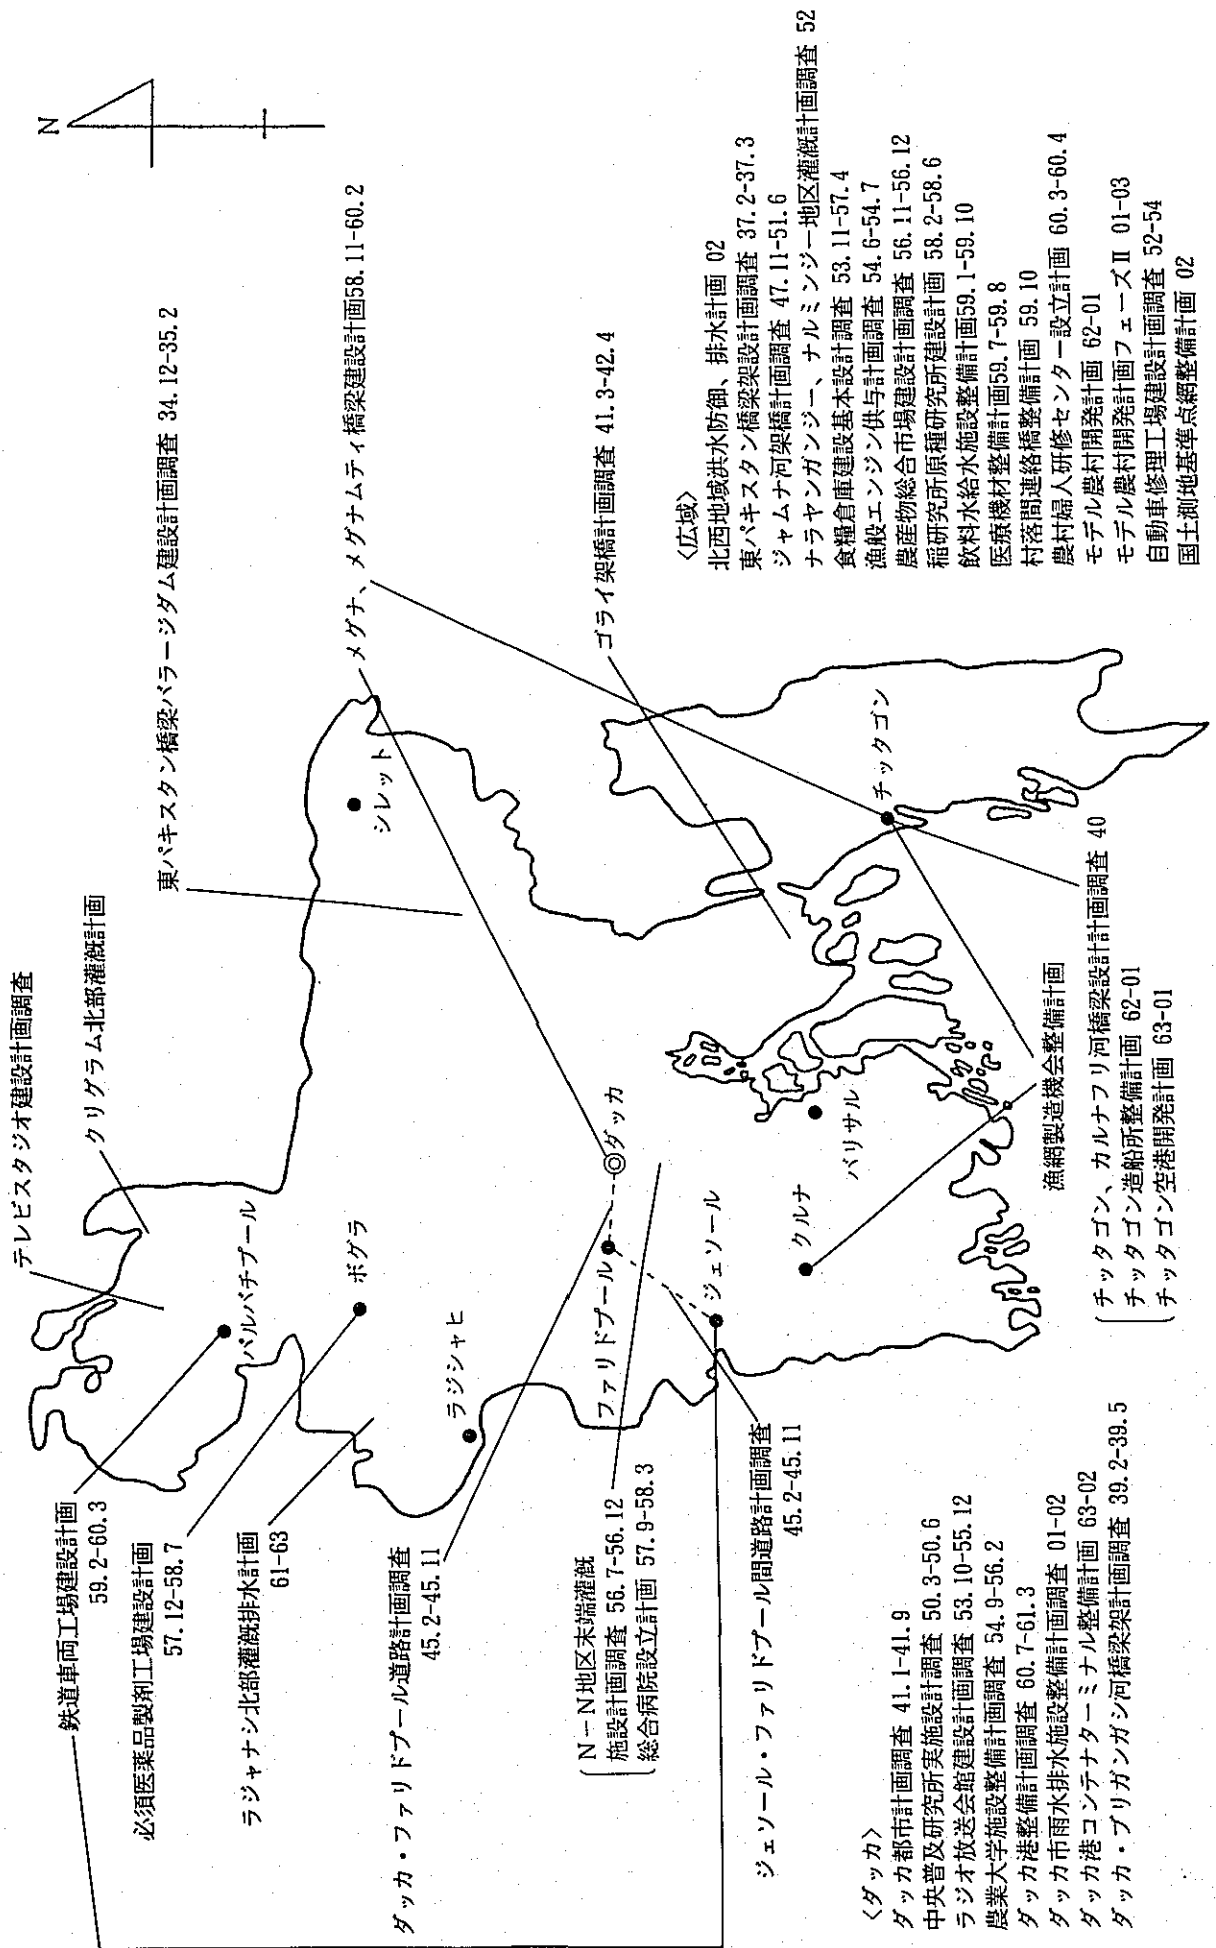 N
テレビスタジオ建設計画調査
クリグラム北部灌漑計画
東パキスタン橋梁バラージダム建設計画調査 34.12-35.2
メグナ、メグナムティ橋梁建設計画58.11-60.2
ゴライ架橋計画調査 41.3-42.4
鉄道車両工場建設計画
59.2-60.3
必須医薬品製剤工場建設計画
57.12-58.7
ラジャナシ北部灌漑排水計画
61-63
ダッカ・ファリドプール道路計画調査
45.2-45.11
N-N地区末端灌漑
施設計画調査 56.7-56.12
総合病院設立計画 57.9-58.3
ジェソール・ファリドプール間道路計画調査
45.2-45.11
パルバチプール
ボグラ
ラジシャヒ
シレット
ダッカ
ファリドプール
ジェソール
クルナ
バリサル
チッタゴン
漁網製造機会整備計画
チッタゴン、カルナフリ河橋梁設計計画調査 40
チッタゴン造船所整備計画 62-01
チッタゴン空港開発計画 63-01
〈ダッカ〉
ダッカ都市計画調査 41.1-41.9
中央普及研究所実施設計調査 50.3-50.6
ラジオ放送会館建設計画調査 53.10-55.12
農業大学施設整備計画調査 54.9-56.2
ダッカ港整備計画調査 60.7-61.3
ダッカ市雨水排水施設整備計画調査 01-02
ダッカ港コンテナターミナル整備計画 63-02
ダッカ・ブリガンガシ河橋梁架計画調査 39.2-39.5
〈広域〉
北西地域洪水防御、排水計画 02
東パキスタン橋梁架設計画調査 37.2-37.3
ジャムナ河架橋計画調査 47.11-51.6
ナラヤンガンジー、ナルミンジー地区灌漑計画調査 52
食糧倉庫建設基本設計調査 53.11-57.4
漁般エンジン供与計画調査 54.6-54.7
農産物総合市場建設計画調査 56.11-56.12
稲研究所原種研究所建設計画 58.2-58.6
飲料水給水施設整備計画59.1-59.10
医療機材整備計画59.7-59.8
村落間連絡橋整備計画 59.10
農村婦人研修センター設立計画 60.3-60.4
モデル農村開発計画 62-01
モデル農村開発計画フェーズⅡ 01-03
自動車修理工場建設計画調査 52-54
国土測地基準点網整備計画 02